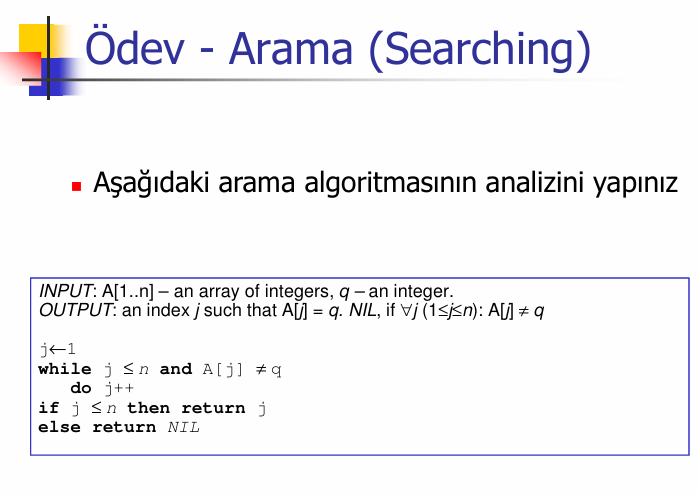 Ödev - Arama (Searching)
Aşağıdaki arama algoritmasının analizini yapınız
INPUT: A[1..n] – an array of integers, q – an integer.
OUTPUT: an index j such that A[j] = q. NIL, if ∀j (1≤j≤n): A[j] ≠ q
j←1
while j ≤ n and A[j] ≠ q
do j++
if j ≤ n then return j
else return NIL